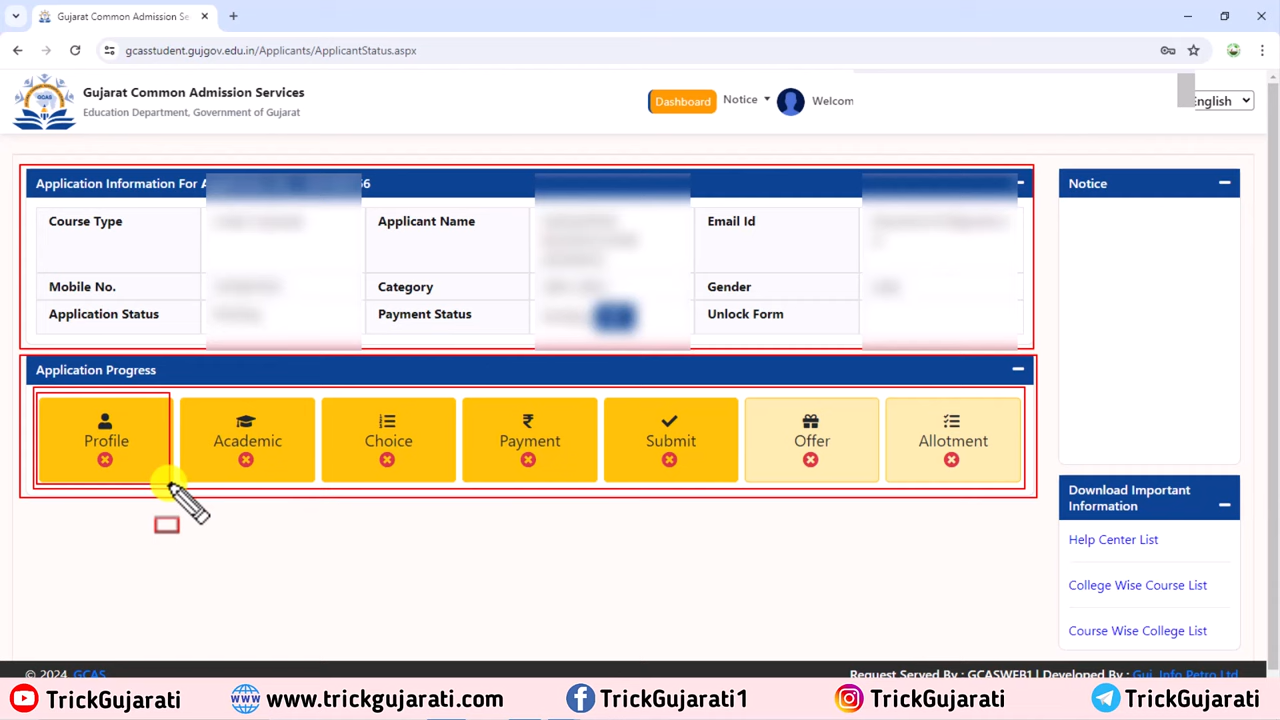 Gujarat Common Admission Se
gcasstudent.gujgov.edu.in/Applicants/ApplicantStatus.aspx
Gujarat Common Admission Services
Education Department, Government of Gujarat
Dashboard
Notice
Welcom
English
Application Information For
Notice
Course Type
Applicant Name
Email Id
Mobile No.
Category
Gender
Application Status
Payment Status
Unlock Form
Application Progress
Profile
Academic
Choice
Payment
Submit
Offer
Allotment
Download Important
Information
Help Center List
College Wise Course List
Course Wise College List
© 2024 GCAS
Request Served By : GCASWEB1 | Developed By : Guj. Info Petro Ltd
TrickGujarati
www.trickgujarati.com
TrickGujarati1
TrickGujarati
TrickGujarati